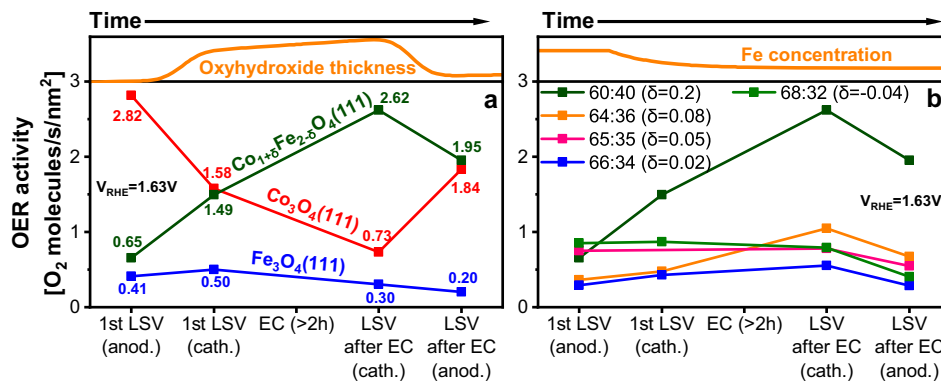 Time
Time
OER activity
[O₂ molecules/s/nm²]
Oxyhydroxide thickness
a
3
2
1
0
2.82
1.58
0.73
1.84
0.65
1.49
2.62
1.95
0.41
0.50
0.30
0.20
V_RHE=1.63V
Co₁₊δFe₂₋δO₄(111)
Co₃O₄(111)
Fe₃O₄(111)
1st LSV
(anod.)
1st LSV
(cath.)
EC (>2h)
LSV
after EC
(cath.)
LSV
after EC
(anod.)
Fe concentration
b
3
2
1
0
60:40 (δ=0.2)
64:36 (δ=0.08)
65:35 (δ=0.05)
66:34 (δ=0.02)
68:32 (δ=-0.04)
V_RHE=1.63V
1st LSV
(anod.)
1st LSV
(cath.)
EC (>2h)
LSV
after EC
(cath.)
LSV
after EC
(anod.)